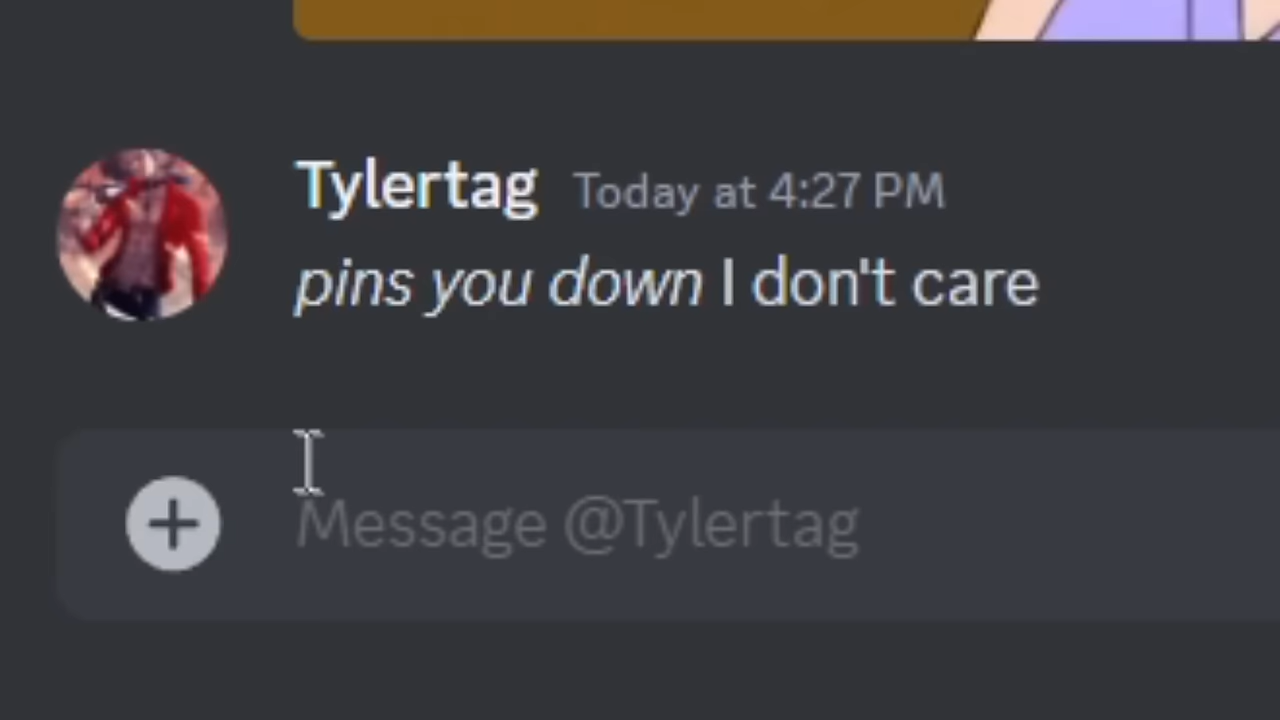 Tylertag Today at 4:27 PM
pins you down I don't care
Message @Tylertag